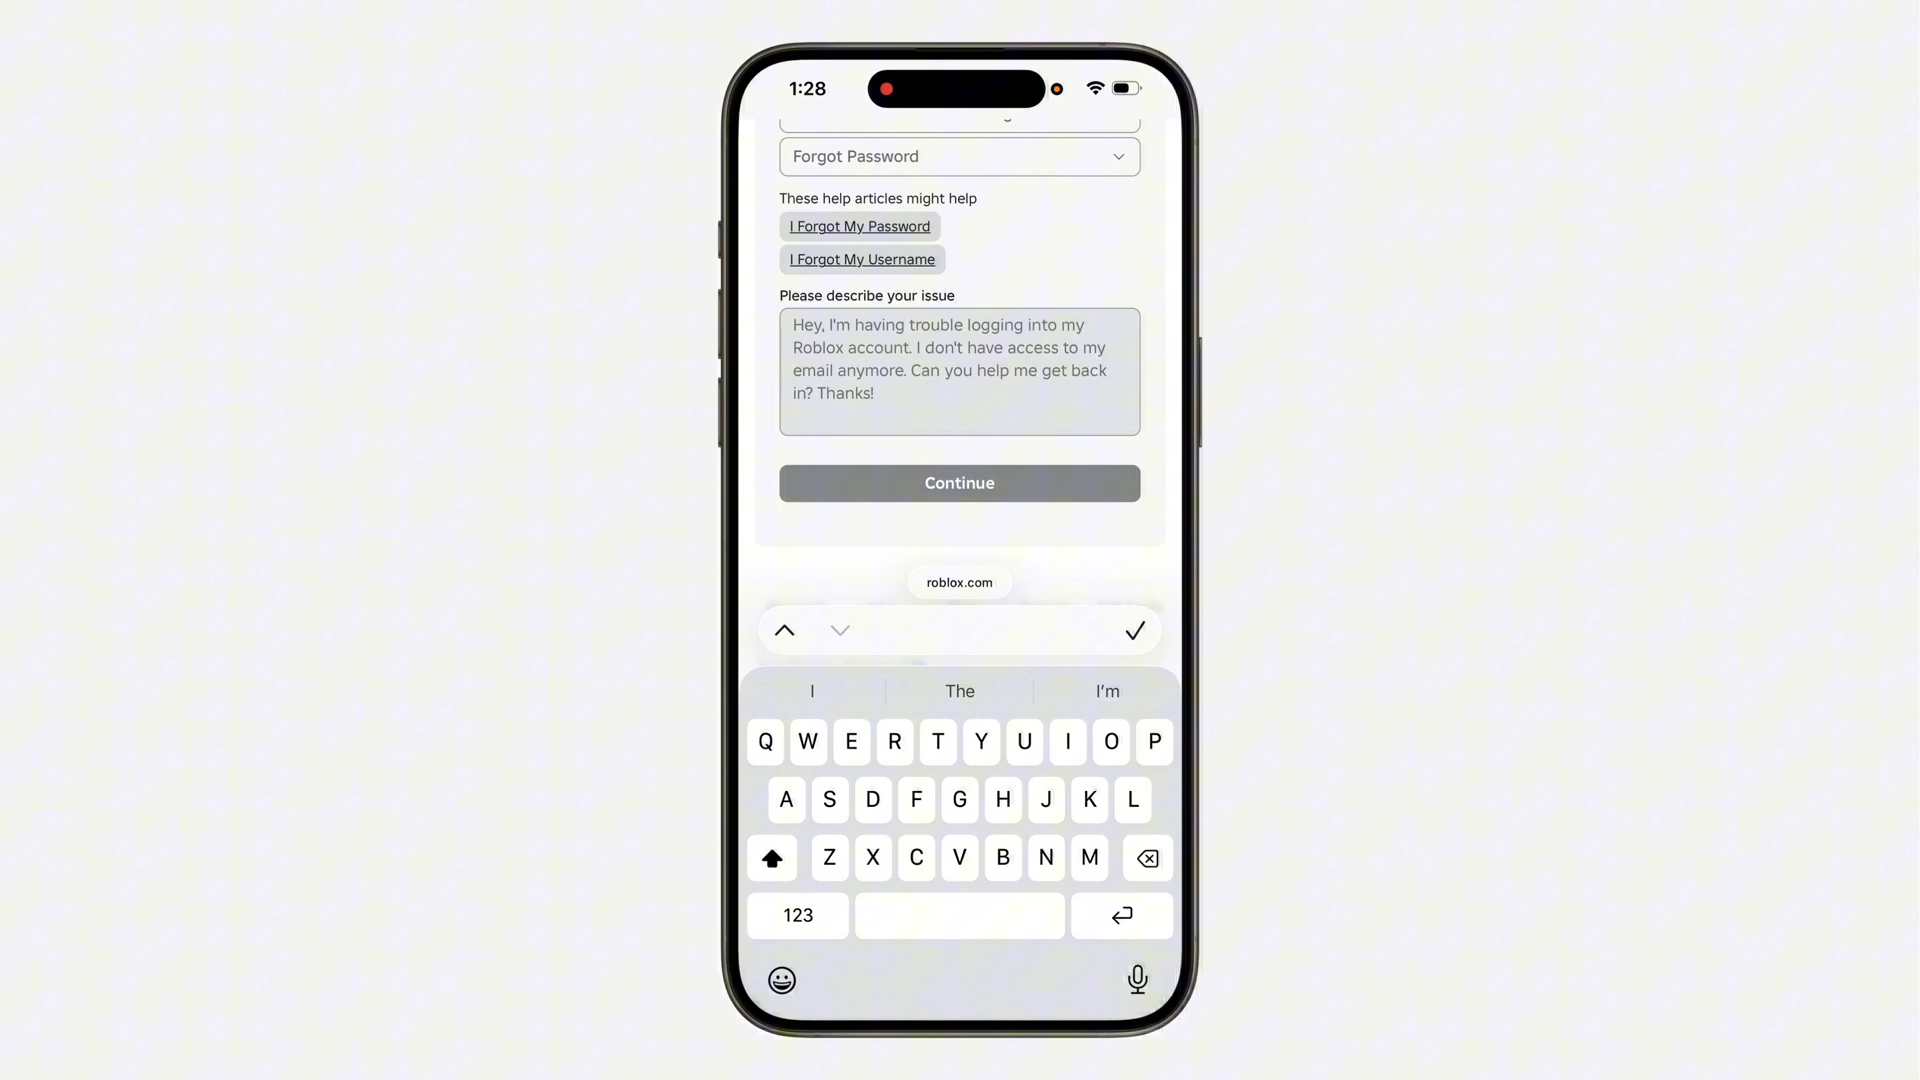 1:28
Forgot Password
These help articles might help
I Forgot My Password
I Forgot My Username
Please describe your issue
Hey, I'm having trouble logging into my
Roblox account. I don't have access to my
email anymore. Can you help me get back
in? Thanks!
Continue
roblox.com
I The I'm
Q W E R T Y U I O P
A S D F G H J K L
Z X C V B N M
123